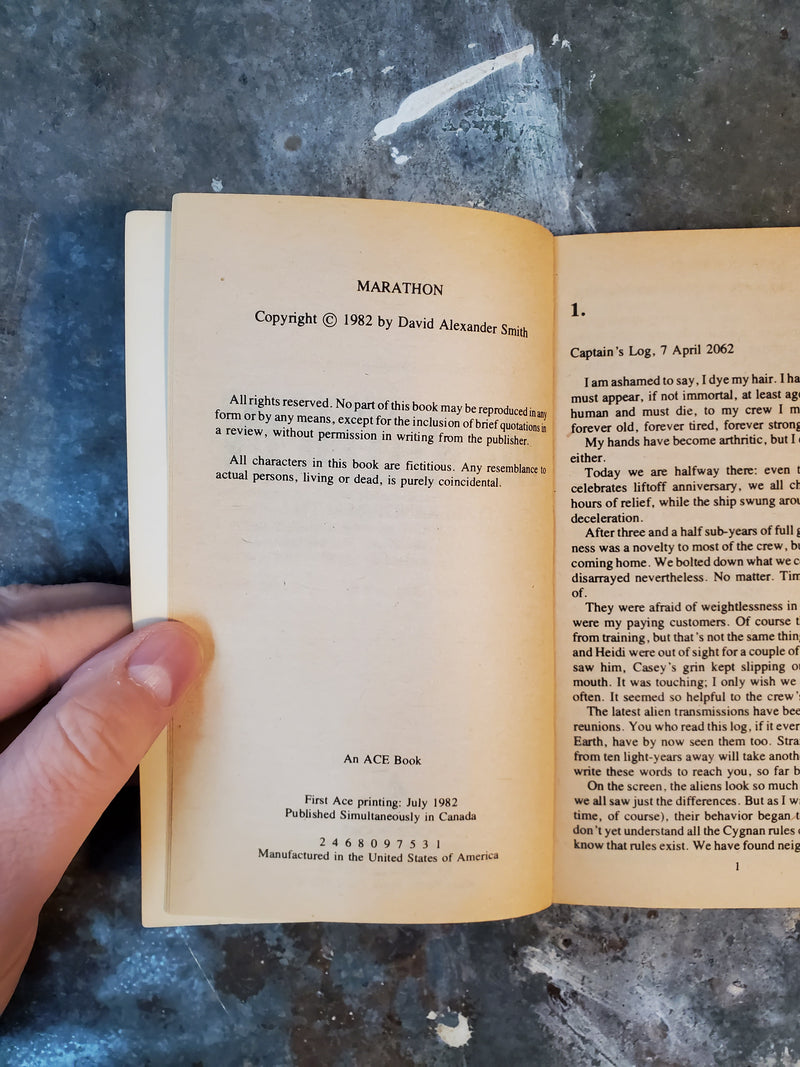 MARATHON
Copyright © 1982 by David Alexander Smith
All rights reserved. No part of this book may be reproduced in any
form or by any means, except for the inclusion of brief quotations in
a review, without permission in writing from the publisher.
All characters in this book are fictitious. Any resemblance to
actual persons, living or dead, is purely coincidental.
An ACE Book
First Ace printing: July 1982
Published Simultaneously in Canada
2 4 6 8 0 9 7 5 3 1
Manufactured in the United States of America
1.
Captain's Log, 7 April 2062
I am ashamed to say, I dye my hair. I
must appear, if not immortal, at least
human and must die, to my crew I
forever old, forever tired, forever
My hands have become arthritic, but I
either.
Today we are halfway there: even
celebrates liftoff anniversary, we all
hours of relief, while the ship swung
deceleration.
After three and a half sub-years of full
ness was a novelty to most of the crew,
coming home. We bolted down what we
disarrayed nevertheless. No matter.
of.
They were afraid of weightlessness in
were my paying customers. Of course
from training, but that's not the same
and Heidi were out of sight for a couple of
saw him, Casey's grin kept slipping
mouth. It was touching; I only wish we
often. It seemed so helpful to the crew's
The latest alien transmissions have
reunions. You who read this log, if it ever
Earth, have by now seen them too.
from ten light-years away will take
write these words to reach you, so far
On the screen, the aliens look so much
we all saw just the differences. But as I
time, of course), their behavior began
don't yet understand all the Cygnan rules
know that rules exist. We have found
1